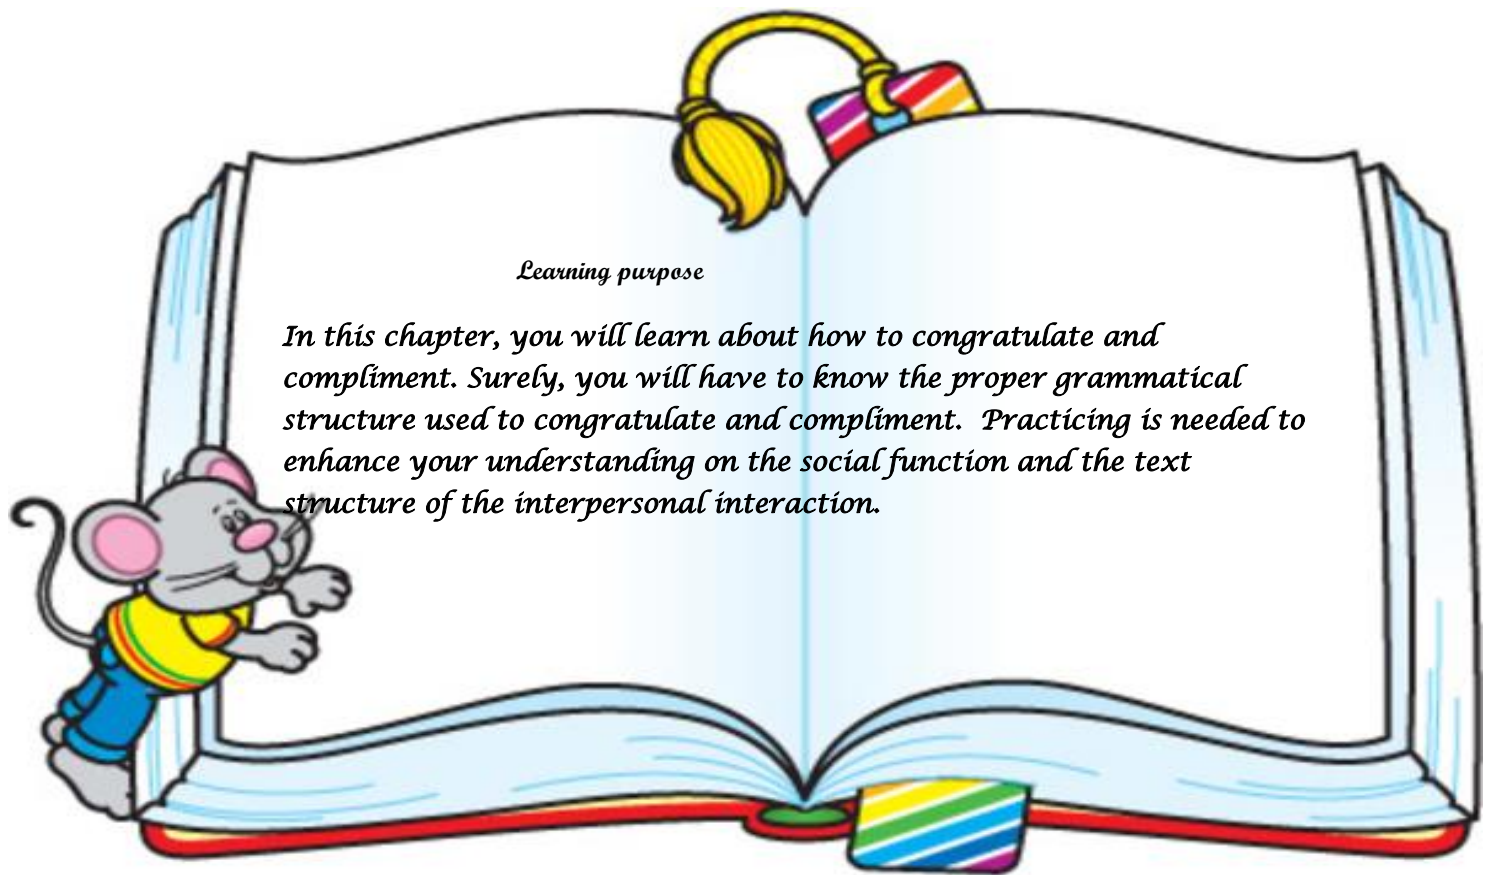 Learning purpose
In this chapter, you will learn about how to congratulate and
compliment. Surely, you will have to know the proper grammatical
structure used to congratulate and compliment.  Practicing is needed to
enhance your understanding on the social function and the text
structure of the interpersonal interaction.